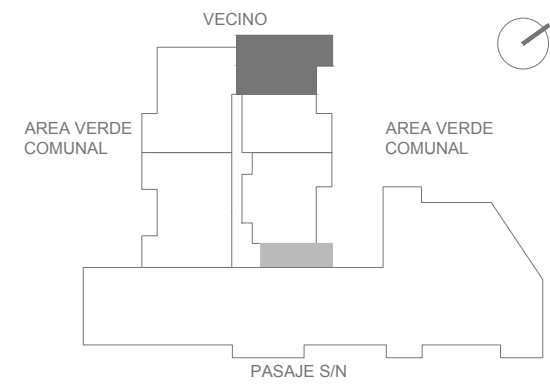 VECINO
AREA VERDE
COMUNAL
AREA VERDE
COMUNAL
PASAJE S/N